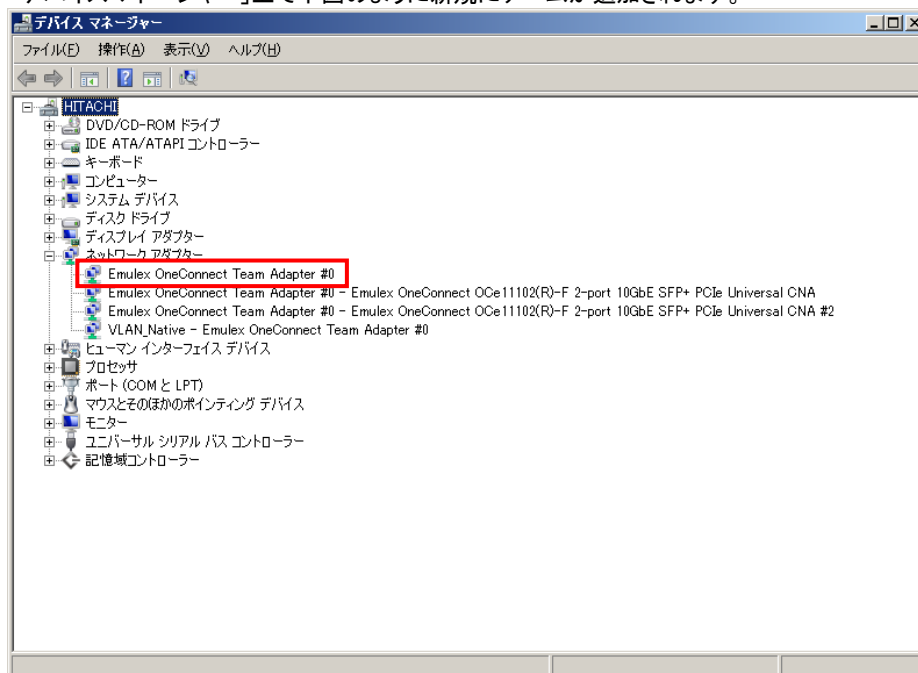 デバイス マネージャー
ファイル(F) 操作(A) 表示(V) ヘルプ(H)
HITACHI
DVD/CD-ROM ドライブ
IDE ATA/ATAPI コントローラー
キーボード
コンピューター
システム デバイス
ディスク ドライブ
ディスプレイ アダプター
ネットワーク アダプター
Emulex OneConnect Team Adapter #0
Emulex OneConnect Team Adapter #0 - Emulex OneConnect OCe11102(R)-F 2-port 10GbE SFP+ PCIe Universal CNA
Emulex OneConnect Team Adapter #0 - Emulex OneConnect OCe11102(R)-F 2-port 10GbE SFP+ PCIe Universal CNA #2
VLAN_Native - Emulex OneConnect Team Adapter #0
ヒューマン インターフェイス デバイス
プロセッサ
ポート (COM と LPT)
マウスとそのほかのポインティング デバイス
モニター
ユニバーサル シリアル バス コントローラー
記憶域コントローラー